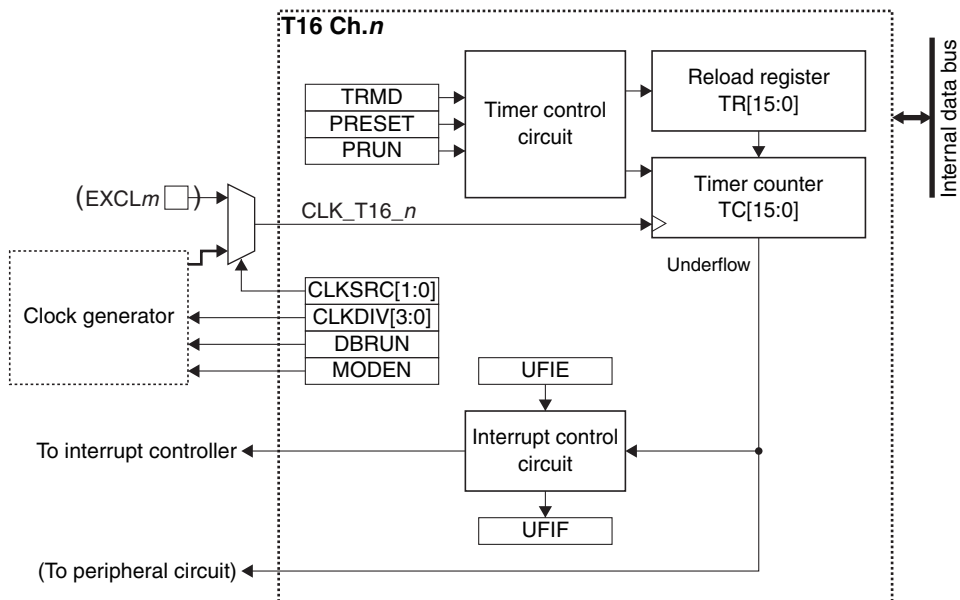 T16 Ch.n
TRMD
PRESET
PRUN
Timer control
circuit
Reload register
TR[15:0]
Timer counter
TC[15:0]
Internal data bus
(EXCLm )
CLK_T16_n
Underflow
Clock generator
CLKSRC[1:0]
CLKDIV[3:0]
DBRUN
MODEN
UFIE
Interrupt control
circuit
UFIF
To interrupt controller
(To peripheral circuit)